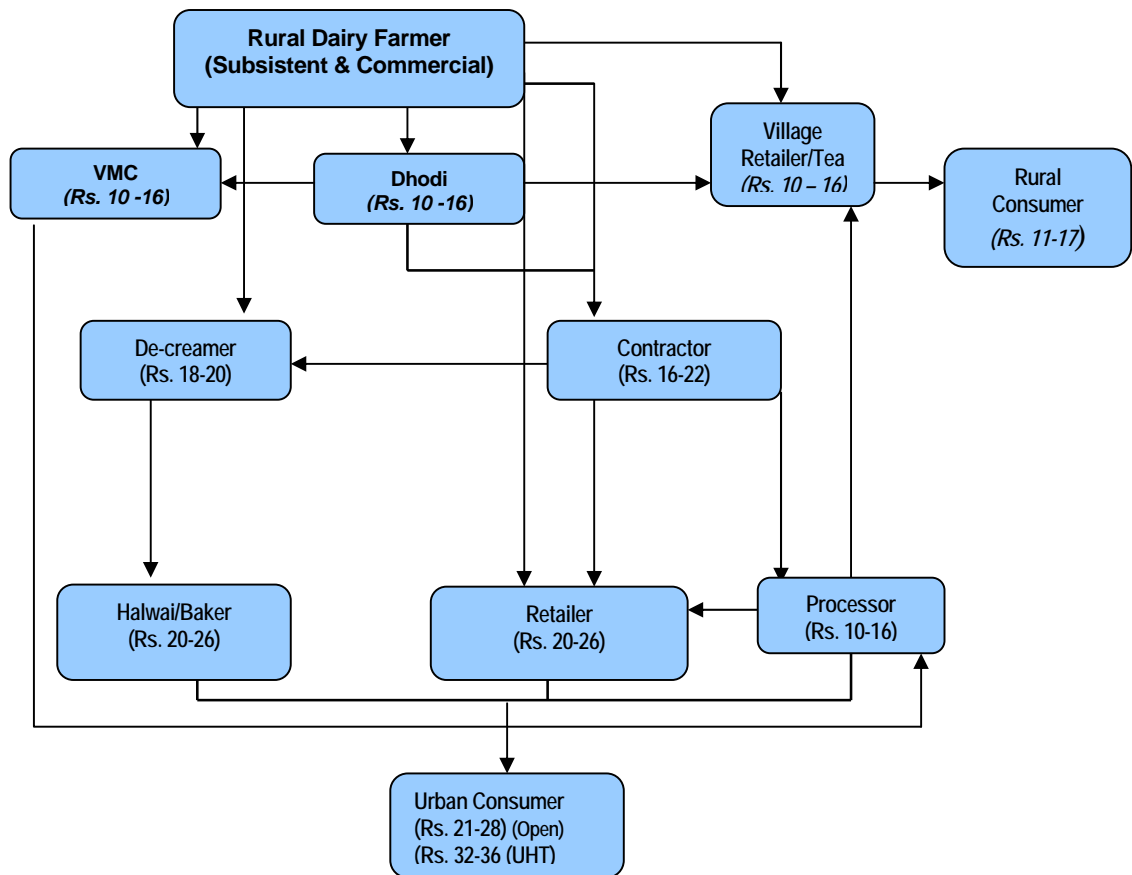 Rural Dairy Farmer
(Subsistent & Commercial)
VMC
(Rs. 10 -16)
Dhodi
(Rs. 10 -16)
Village
Retailer/Tea
(Rs. 10 – 16)
Rural
Consumer
(Rs. 11-17)
De-creamer
(Rs. 18-20)
Contractor
(Rs. 16-22)
Halwai/Baker
(Rs. 20-26)
Retailer
(Rs. 20-26)
Processor
(Rs. 10-16)
Urban Consumer
(Rs. 21-28) (Open)
(Rs. 32-36 (UHT)